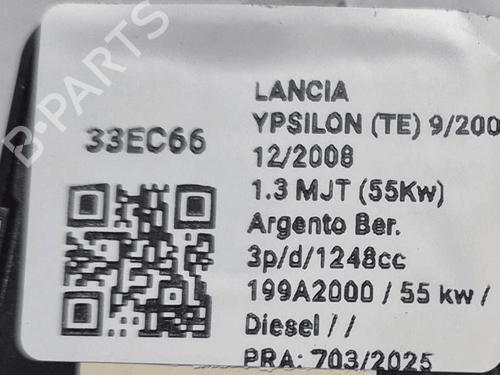 B-PARTS
33EC66
LANCIA
YPSILON (TE) 9/200
12/2008
1.3 MJT (55Kw)
Argento Ber.
3p/d/1248cc
199A2000 / 55 kw /
Diesel / /
PRA: 703/2025